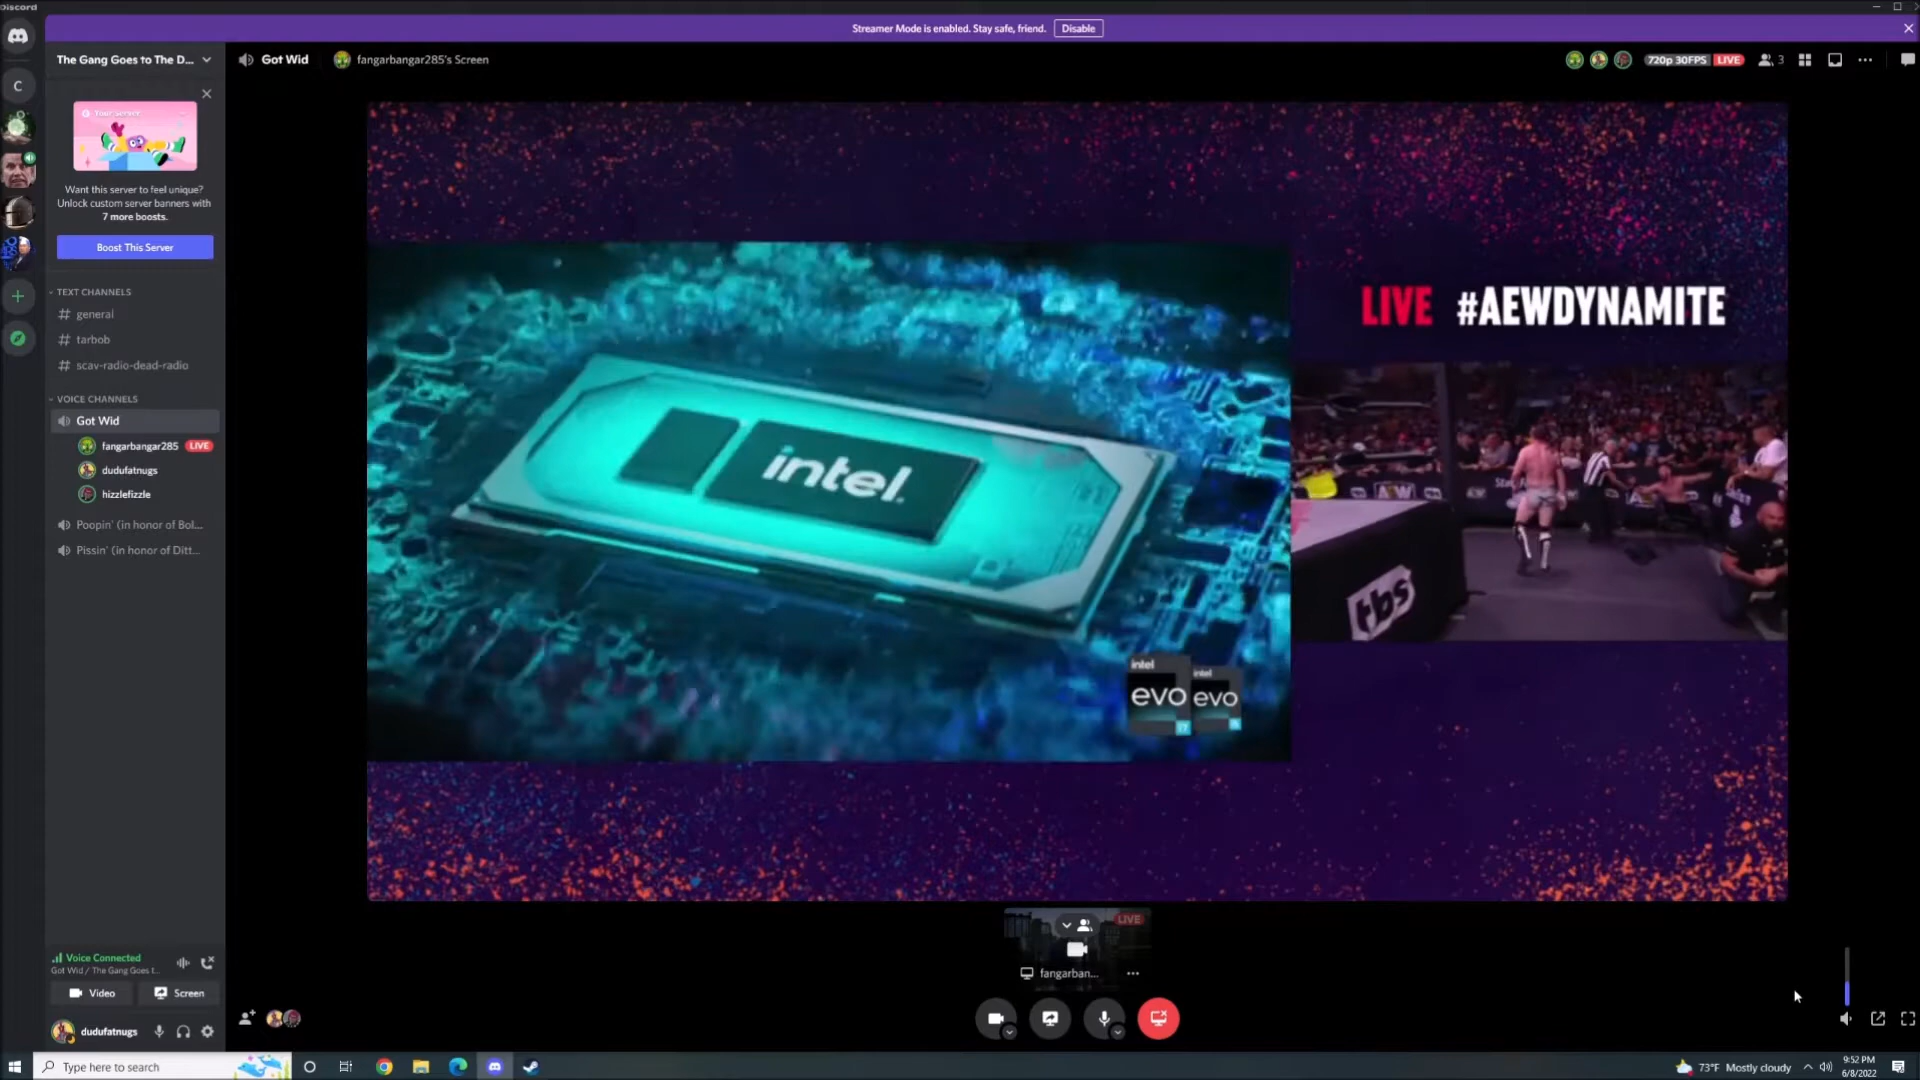 Discord
Streamer Mode is enabled. Stay safe, friend.
Disable
The Gang Goes to The D...
Got Wid
fangarbangar285's Screen
720p 30FPS
LIVE
3
C
Your server
Want this server to feel unique?
Unlock custom server banners with
7 more boosts.
Boost This Server
TEXT CHANNELS
general
tarbob
scav-radio-dead-radio
VOICE CHANNELS
Got Wid
fangarbangar285 LIVE
dudufatnugs
hizzlefizzle
Poopin' (in honor of Bol...
Pissin' (in honor of Ditt...
intel
intel
evo
i7
intel
evo
i5
LIVE #AEWDYNAMITE
AEW
tbs
LIVE
fangarban...
Voice Connected
Got Wid / The Gang Goes t...
Video
Screen
dudufatnugs
Type here to search
73°F Mostly cloudy
9:52 PM
6/8/2022